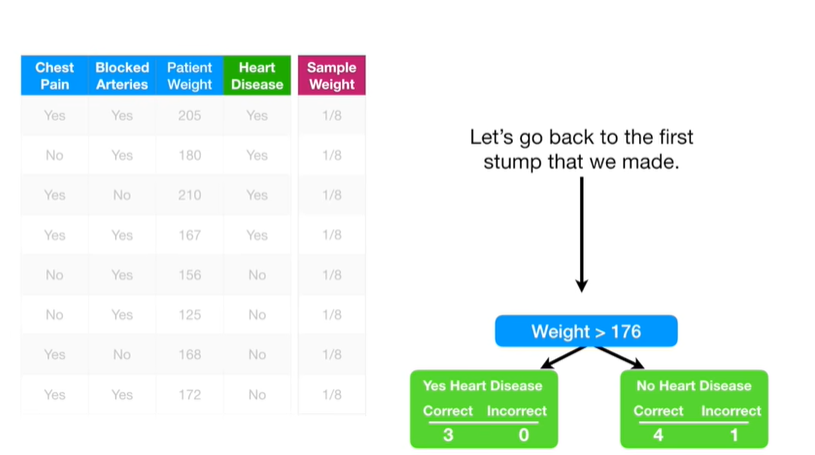 Chest Pain Blocked Arteries Patient Weight Heart Disease Sample Weight
Yes Yes 205 Yes 1/8
No Yes 180 Yes 1/8
Yes No 210 Yes 1/8
Yes Yes 167 Yes 1/8
No Yes 156 No 1/8
No Yes 125 No 1/8
Yes No 168 No 1/8
Yes Yes 172 No 1/8
Let's go back to the first
stump that we made.
Weight > 176
Yes Heart Disease
Correct Incorrect
3 0
No Heart Disease
Correct Incorrect
4 1